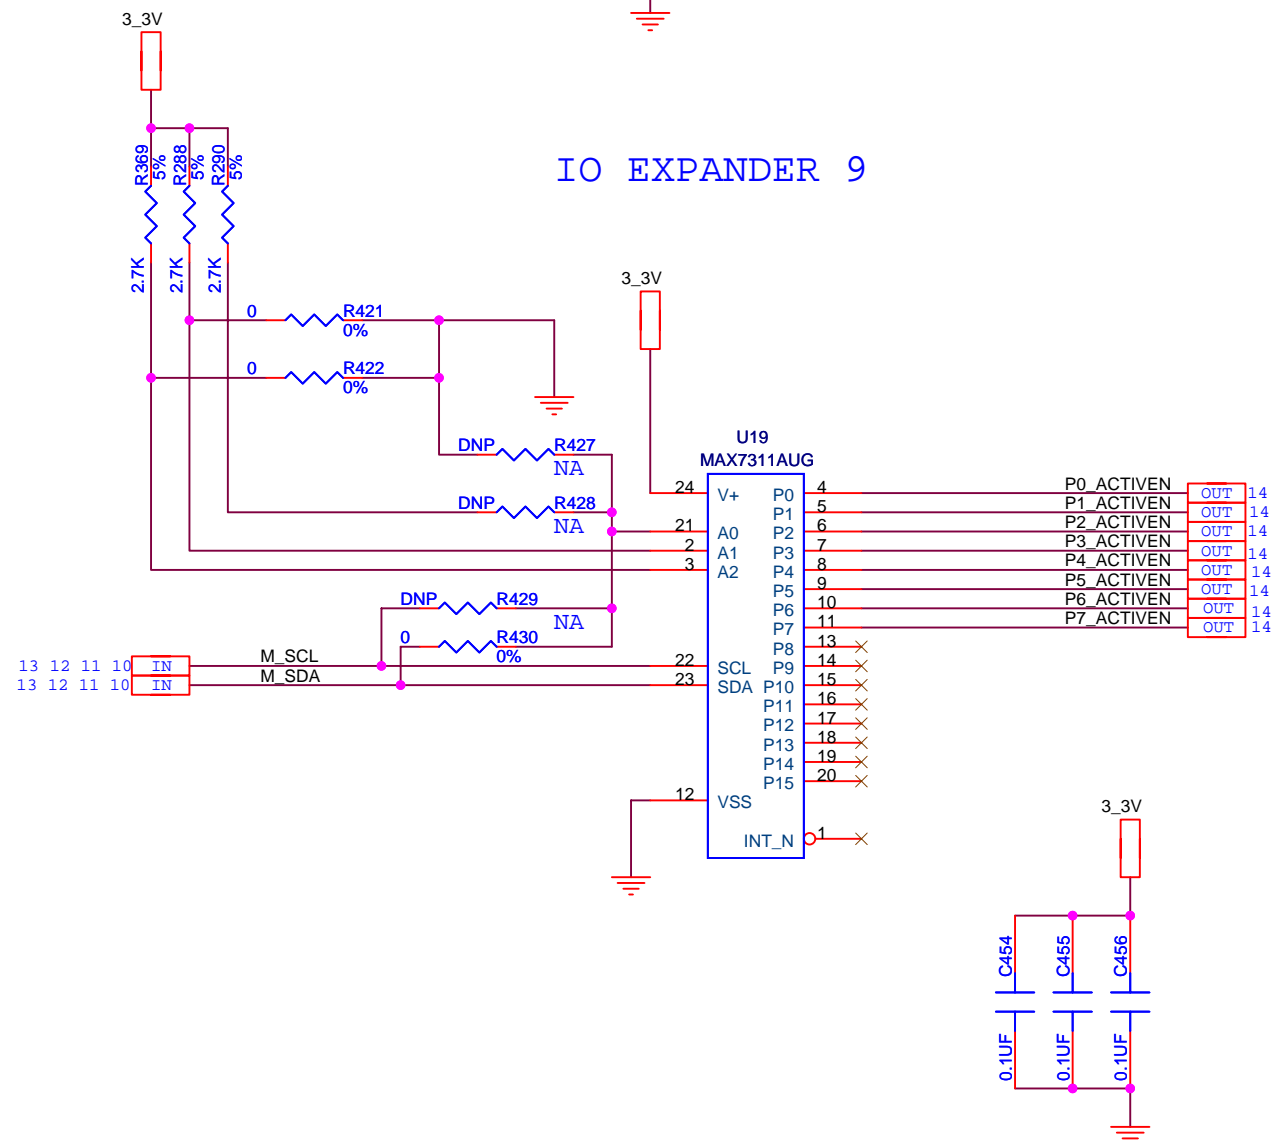 3_3V
IO EXPANDER 9
R369
5%
2.7K
R288
5%
2.7K
R290
5%
2.7K
0 R421
0%
0 R422
0%
3_3V
DNP R427
NA
DNP R428
NA
DNP R429
NA
0 R430
0%
13 12 11 10 IN M_SCL
13 12 11 10 IN M_SDA
U19
MAX7311AUG
24 V+
21 A0
2 A1
3 A2
22 SCL
23 SDA
12 VSS
P0 4 P0_ACTIVEN OUT 14
P1 5 P1_ACTIVEN OUT 14
P2 6 P2_ACTIVEN OUT 14
P3 7 P3_ACTIVEN OUT 14
P4 8 P4_ACTIVEN OUT 14
P5 9 P5_ACTIVEN OUT 14
P6 10 P6_ACTIVEN OUT 14
P7 11 P7_ACTIVEN OUT 14
P8 13
P9 14
P10 15
P11 16
P12 17
P13 18
P14 19
P15 20
INT_N 1
3_3V
C454
0.1UF
C455
0.1UF
C456
0.1UF